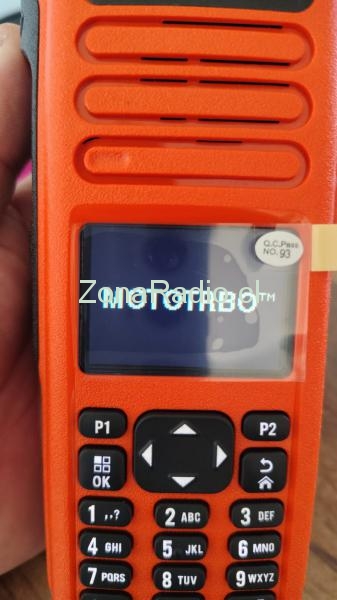 Q.C.Pass
NO. 93
ZonaRadio.cl
MOTOTRBO™
P1
P2
OK
1 .,?
2 ABC
3 DEF
4 GHI
5 JKL
6 MNO
7 PQRS
8 TUV
9 WXYZ